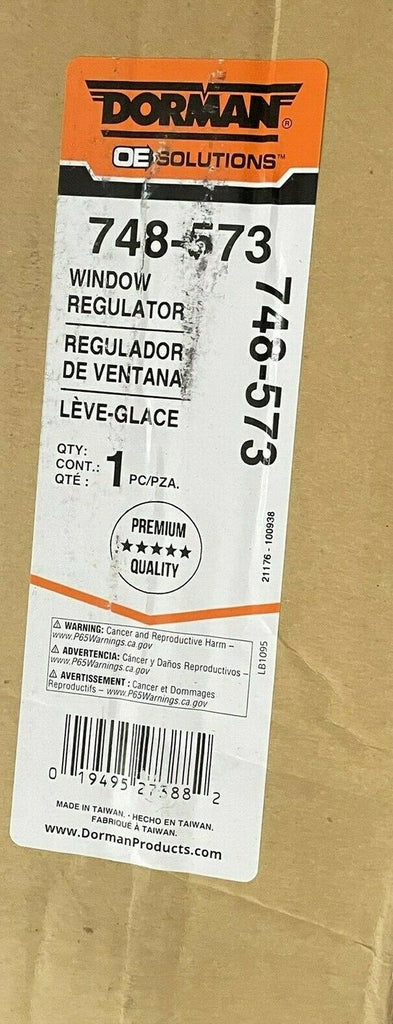 DORMAN®
OE SOLUTIONS™
748-573
WINDOW
REGULATOR
REGULADOR
DE VENTANA
LÈVE-GLACE
748-573
QTY:
CONT.: 1 PC/PZA.
QTÉ :
PREMIUM
★★★★★
QUALITY
21176 - 100938
LB1095
⚠ WARNING: Cancer and Reproductive Harm –
www.P65Warnings.ca.gov
⚠ ADVERTENCIA: Cáncer y Daños Reproductivos –
www.P65Warnings.ca.gov
⚠ AVERTISSEMENT : Cancer et Dommages
Reproductifs – www.P65Warnings.ca.gov
0 19495 27388 2
MADE IN TAIWAN. • HECHO EN TAIWAN.
FABRIQUÉ À TAIWAN.
www.DormanProducts.com